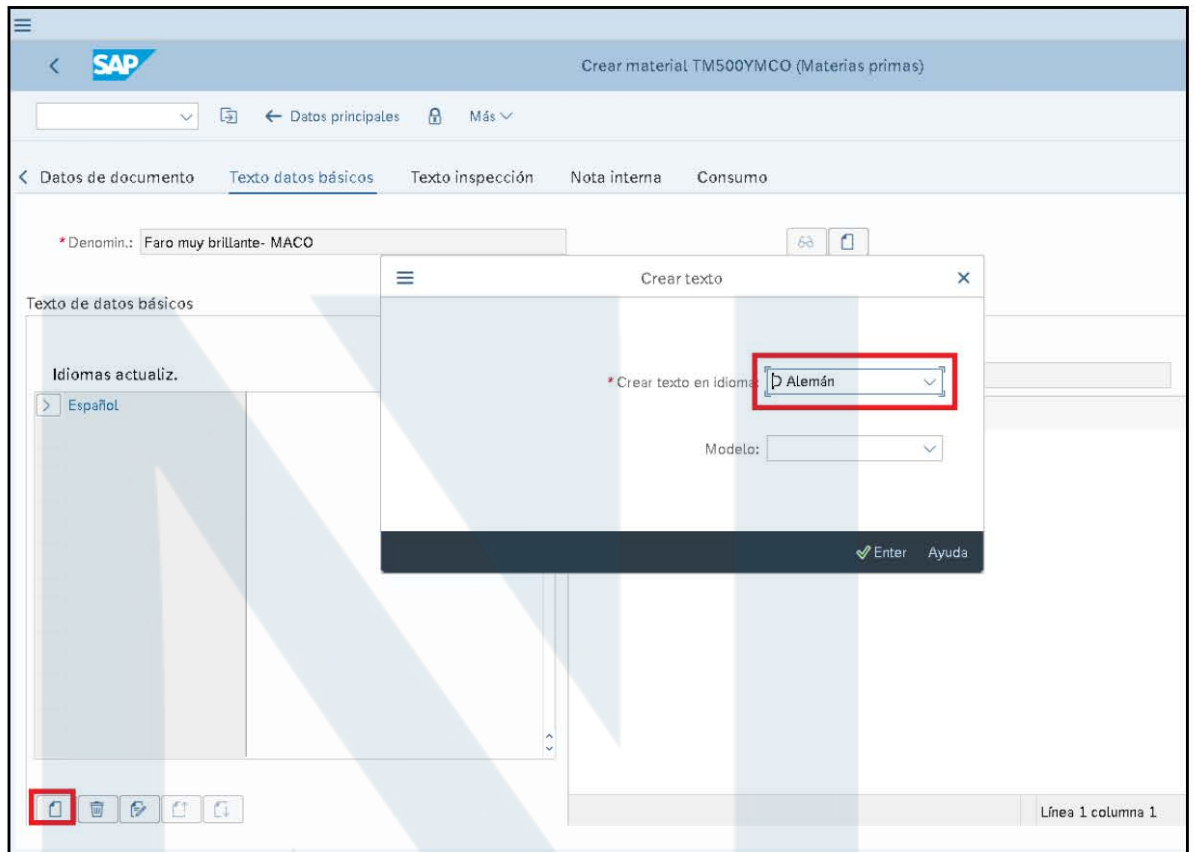 SAP
Crear material TM500YMCO (Materias primas)
Datos principales
Más
Datos de documento Texto datos básicos Texto inspección Nota interna Consumo
*Denomin.: Faro muy brillante- MACO
Crear texto
Texto de datos básicos
Idiomas actualiz.
* Crear texto en idioma: D Alemán
Español
Modelo:
Enter Ayuda
Línea 1 columna 1